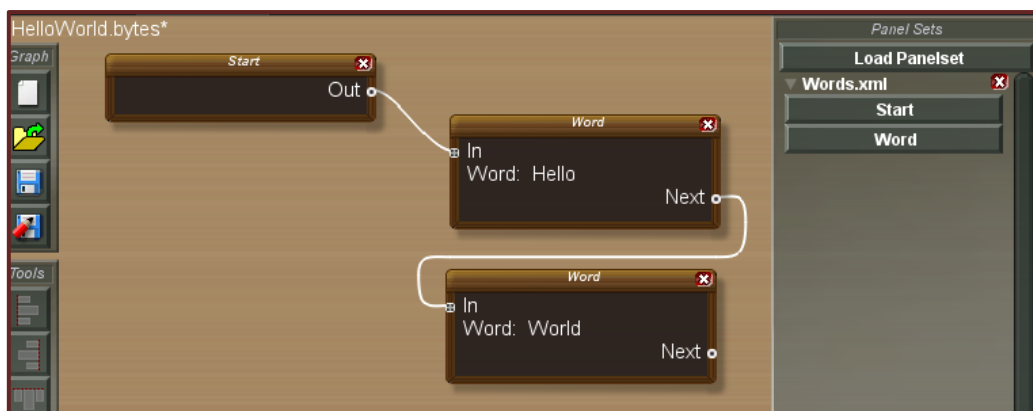 HelloWorld.bytes*
Graph
Tools
Start
Out
Word
In
Word: Hello
Next
Word
In
Word: World
Next
Panel Sets
Load Panelset
Words.xml
Start
Word